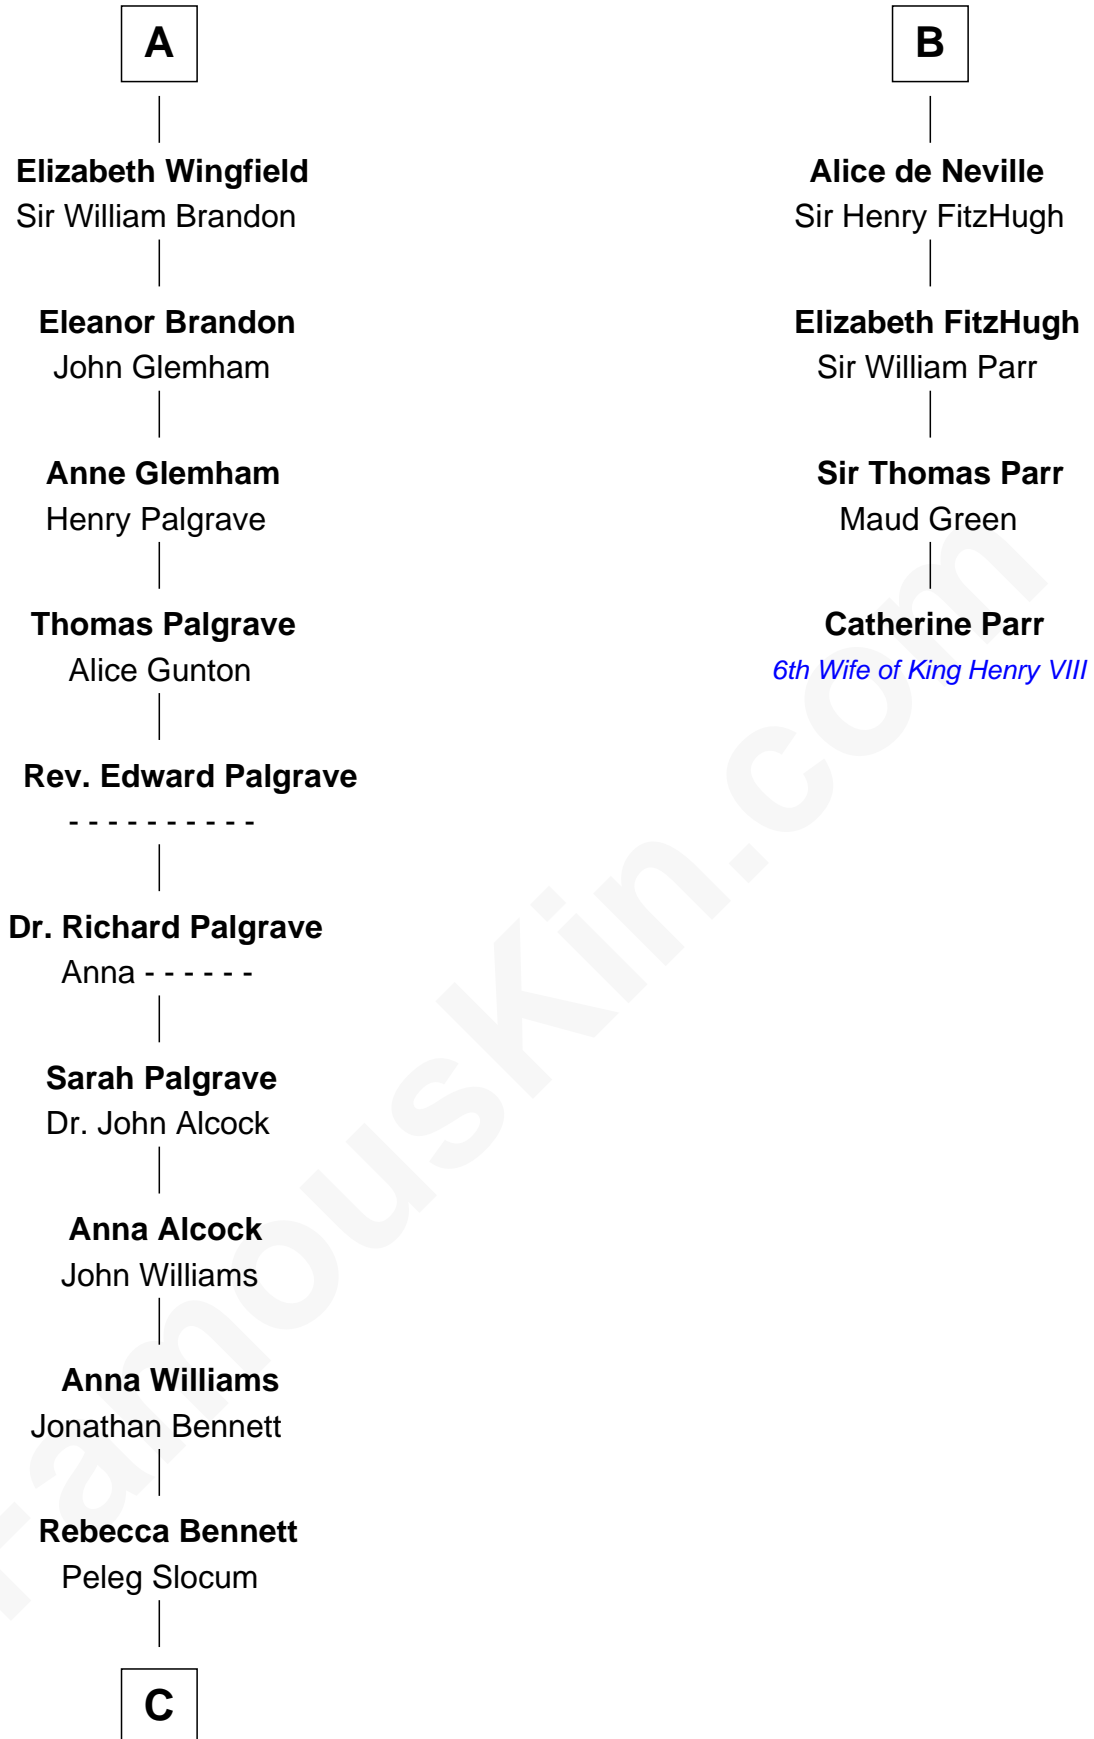 A
Elizabeth Wingfield
Sir William Brandon
Eleanor Brandon
John Glemham
Anne Glemham
Henry Palgrave
Thomas Palgrave
Alice Gunton
Rev. Edward Palgrave
- - - - - - - - - -
Dr. Richard Palgrave
Anna - - - - - -
Sarah Palgrave
Dr. John Alcock
Anna Alcock
John Williams
Anna Williams
Jonathan Bennett
Rebecca Bennett
Peleg Slocum
C
B
Alice de Neville
Sir Henry FitzHugh
Elizabeth FitzHugh
Sir William Parr
Sir Thomas Parr
Maud Green
Catherine Parr
6th Wife of King Henry VIII
FamousKin.com